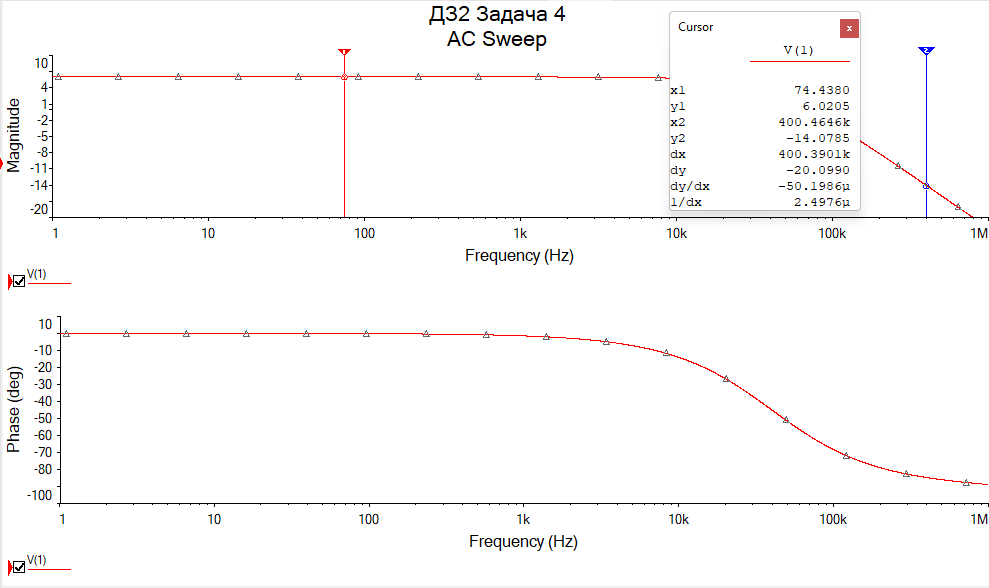 ДЗ2 Задача 4
AC Sweep
Cursor
x
V(1)
x1 74.4380
y1 6.0205
x2 400.4646k
y2 -14.0785
dx 400.3901k
dy -20.0990
dy/dx -50.1986µ
1/dx 2.4976µ
1
2
Magnitude
10
4
1
-2
-5
-8
-11
-14
-20
1 10 100 1k 10k 100k 1M
Frequency (Hz)
V(1)
Phase (deg)
10
-10
-20
-30
-40
-50
-60
-70
-80
-100
1 10 100 1k 10k 100k 1M
Frequency (Hz)
V(1)